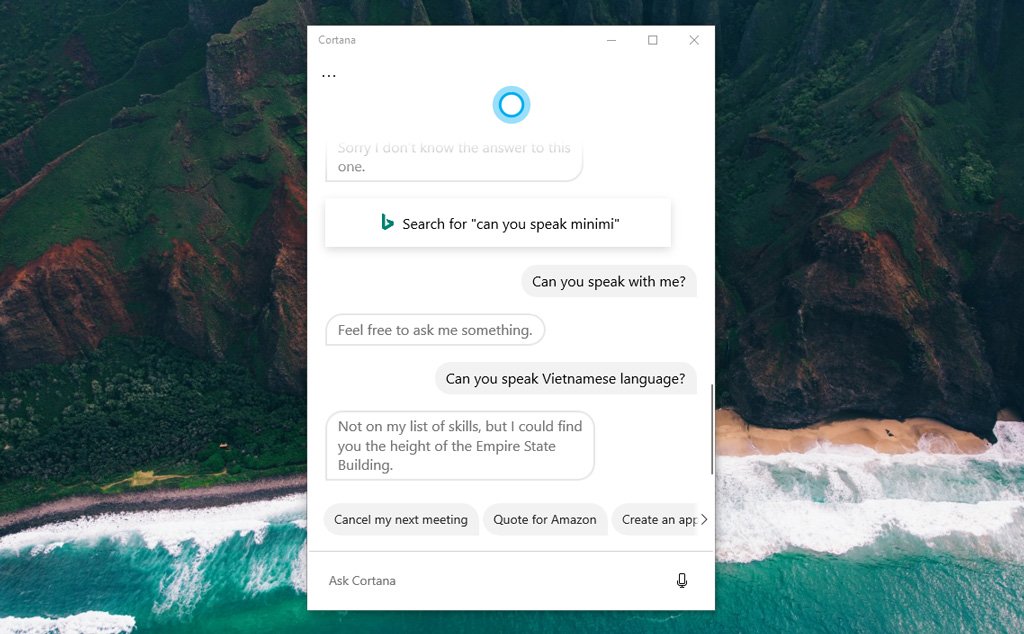 Cortana
...
Sorry I don't know the answer to this
one.
Search for "can you speak minimi"
Can you speak with me?
Feel free to ask me something.
Can you speak Vietnamese language?
Not on my list of skills, but I could find
you the height of the Empire State
Building.
Cancel my next meeting
Quote for Amazon
Create an app
Ask Cortana